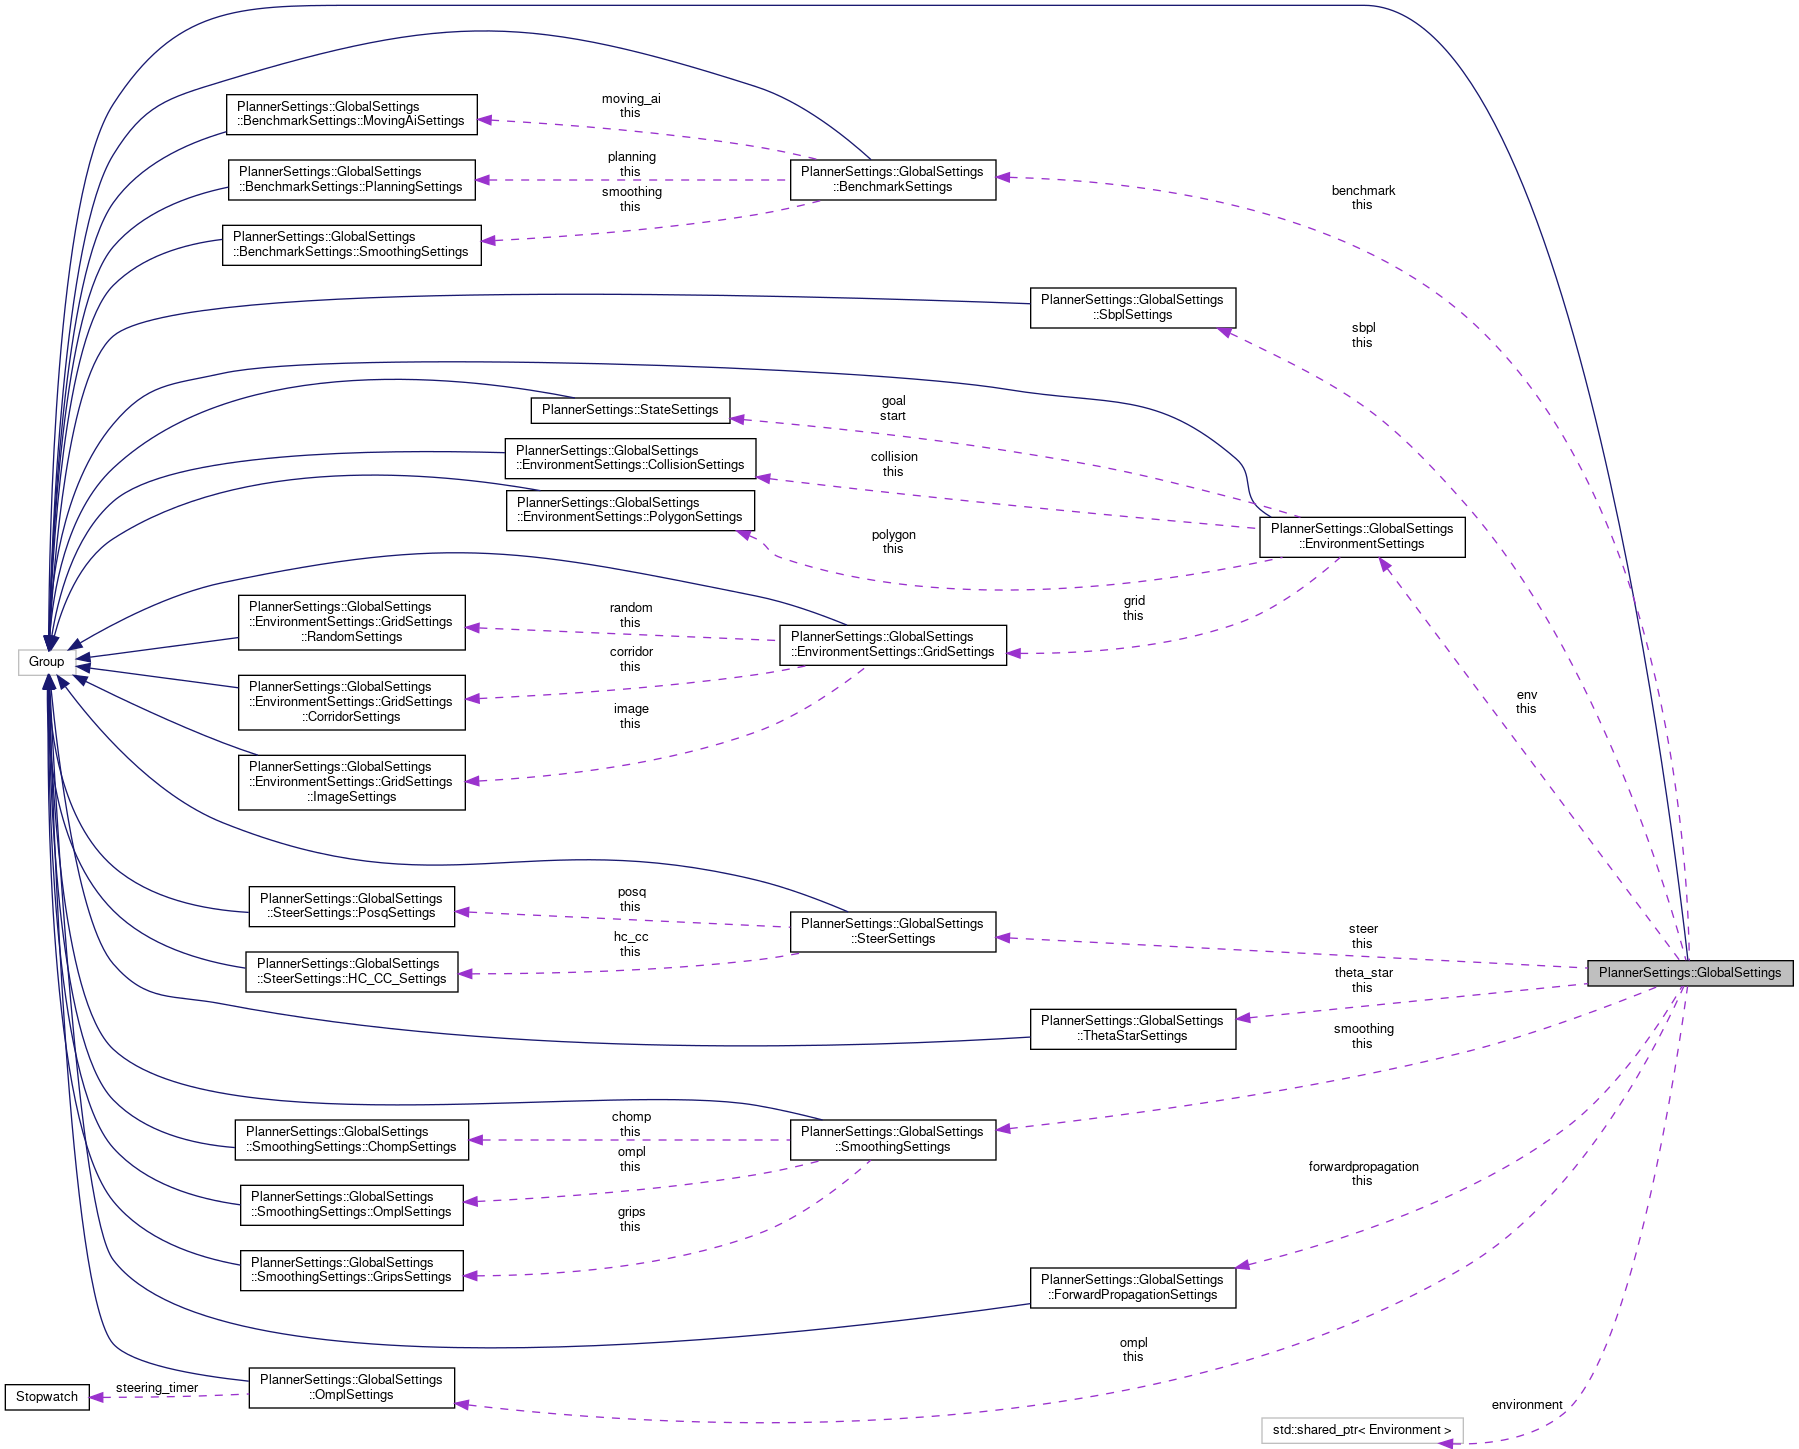 moving_ai
this
PlannerSettings::GlobalSettings
::BenchmarkSettings::MovingAiSettings
planning
this
PlannerSettings::GlobalSettings
::BenchmarkSettings::PlanningSettings
PlannerSettings::GlobalSettings
::BenchmarkSettings
smoothing
this
benchmark
this
PlannerSettings::GlobalSettings
::BenchmarkSettings::SmoothingSettings
PlannerSettings::GlobalSettings
::SbplSettings
sbpl
this
PlannerSettings::StateSettings
goal
start
PlannerSettings::GlobalSettings
::EnvironmentSettings::CollisionSettings
collision
this
PlannerSettings::GlobalSettings
::EnvironmentSettings::PolygonSettings
polygon
this
PlannerSettings::GlobalSettings
::EnvironmentSettings
PlannerSettings::GlobalSettings
::EnvironmentSettings::GridSettings
::RandomSettings
random
this
grid
this
PlannerSettings::GlobalSettings
::EnvironmentSettings::GridSettings
Group
corridor
this
PlannerSettings::GlobalSettings
::EnvironmentSettings::GridSettings
::CorridorSettings
image
this
env
this
PlannerSettings::GlobalSettings
::EnvironmentSettings::GridSettings
::ImageSettings
PlannerSettings::GlobalSettings
::SteerSettings::PosqSettings
posq
this
PlannerSettings::GlobalSettings
::SteerSettings
hc_cc
this
steer
this
PlannerSettings::GlobalSettings
::SteerSettings::HC_CC_Settings
theta_star
this
PlannerSettings::GlobalSettings
PlannerSettings::GlobalSettings
::ThetaStarSettings
smoothing
this
PlannerSettings::GlobalSettings
::SmoothingSettings::ChompSettings
chomp
this
PlannerSettings::GlobalSettings
::SmoothingSettings
ompl
this
PlannerSettings::GlobalSettings
::SmoothingSettings::OmplSettings
forwardpropagation
this
grips
this
PlannerSettings::GlobalSettings
::SmoothingSettings::GripsSettings
PlannerSettings::GlobalSettings
::ForwardPropagationSettings
ompl
this
Stopwatch
steering_timer
PlannerSettings::GlobalSettings
::OmplSettings
environment
std::shared_ptr< Environment >